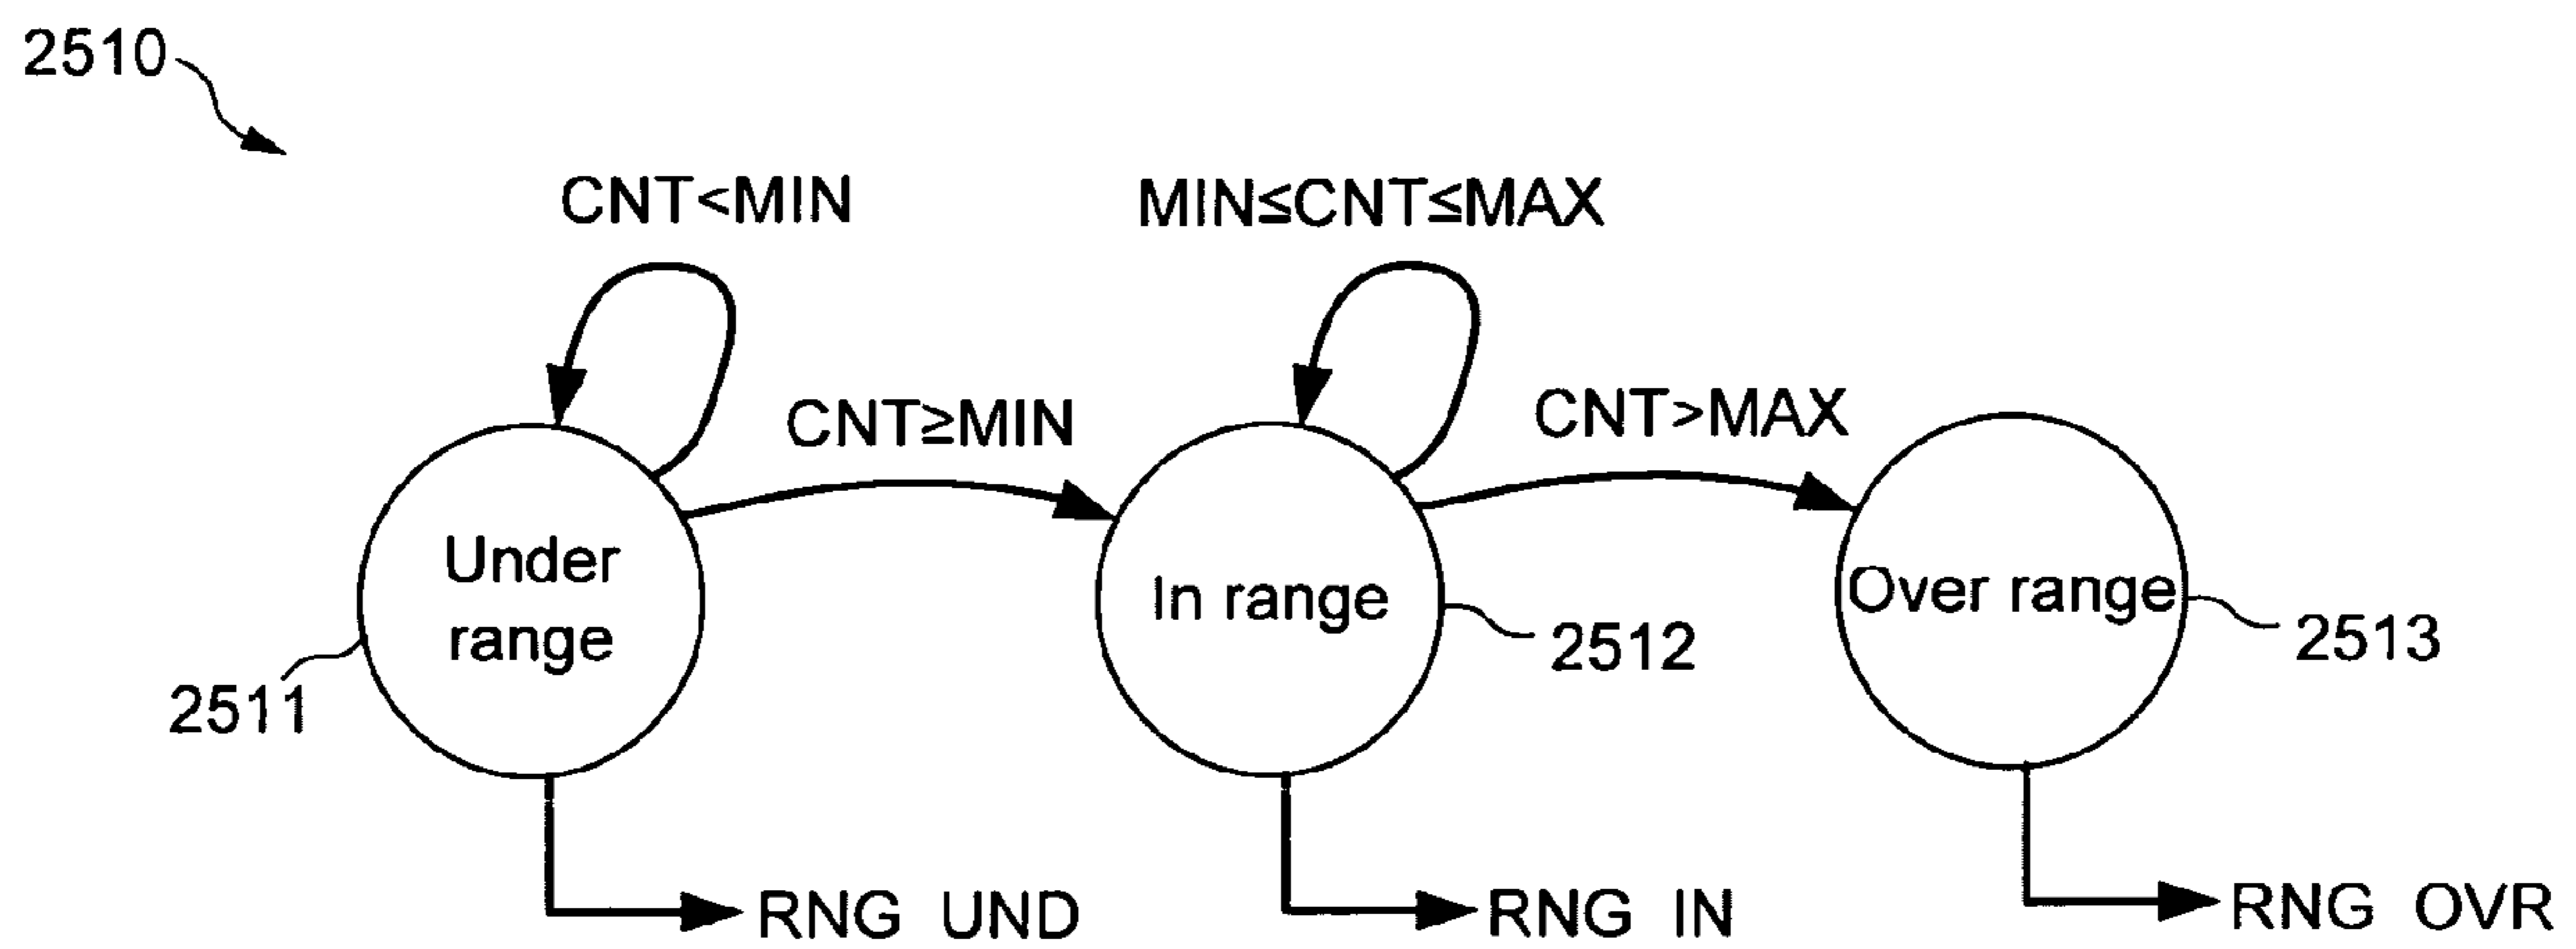 2510
CNT<MIN
MIN≤CNT≤MAX
CNT≥MIN
CNT>MAX
Under
range
In range
Over range
2511
2512
2513
RNG UND
RNG IN
RNG OVR